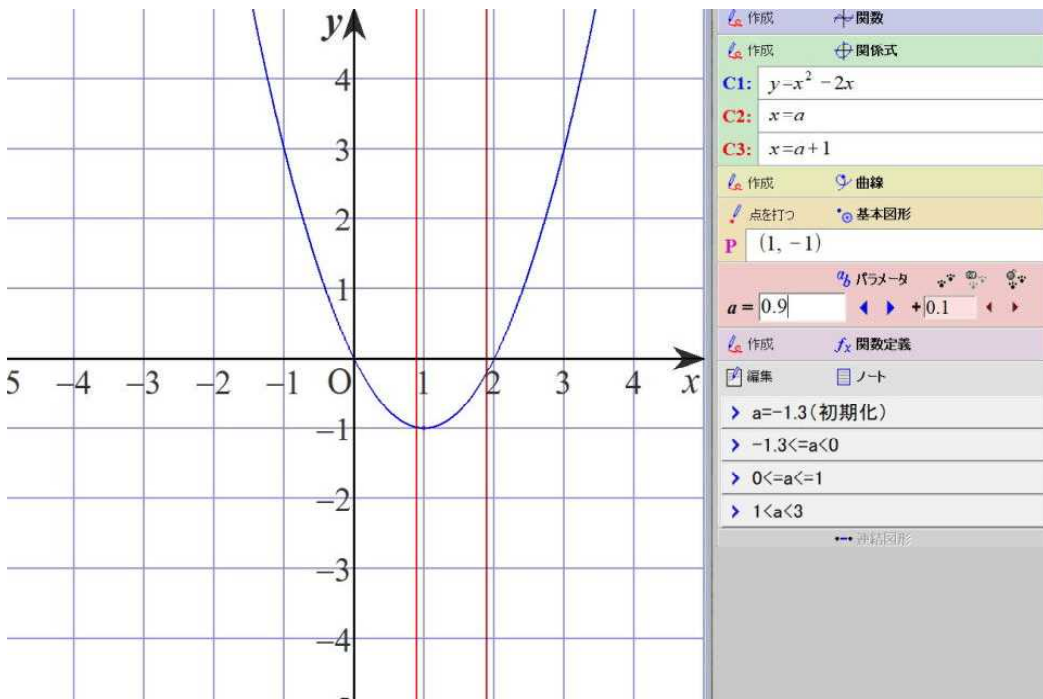 y
4
3
2
1
5 −4 −3 −2 −1 O 1 2 3 4 x
−1
−2
−3
−4
作成 関数
作成 関係式
C1: y=x² −2x
C2: x=a
C3: x=a+1
作成 曲線
点を打つ 基本図形
P (1, −1)
パラメータ
a = 0.9 +0.1
作成 関数定義
編集 ノート
> a=-1.3(初期化)
> -1.3<=a<0
> 0<=a<=1
> 1<a<3
連結図形